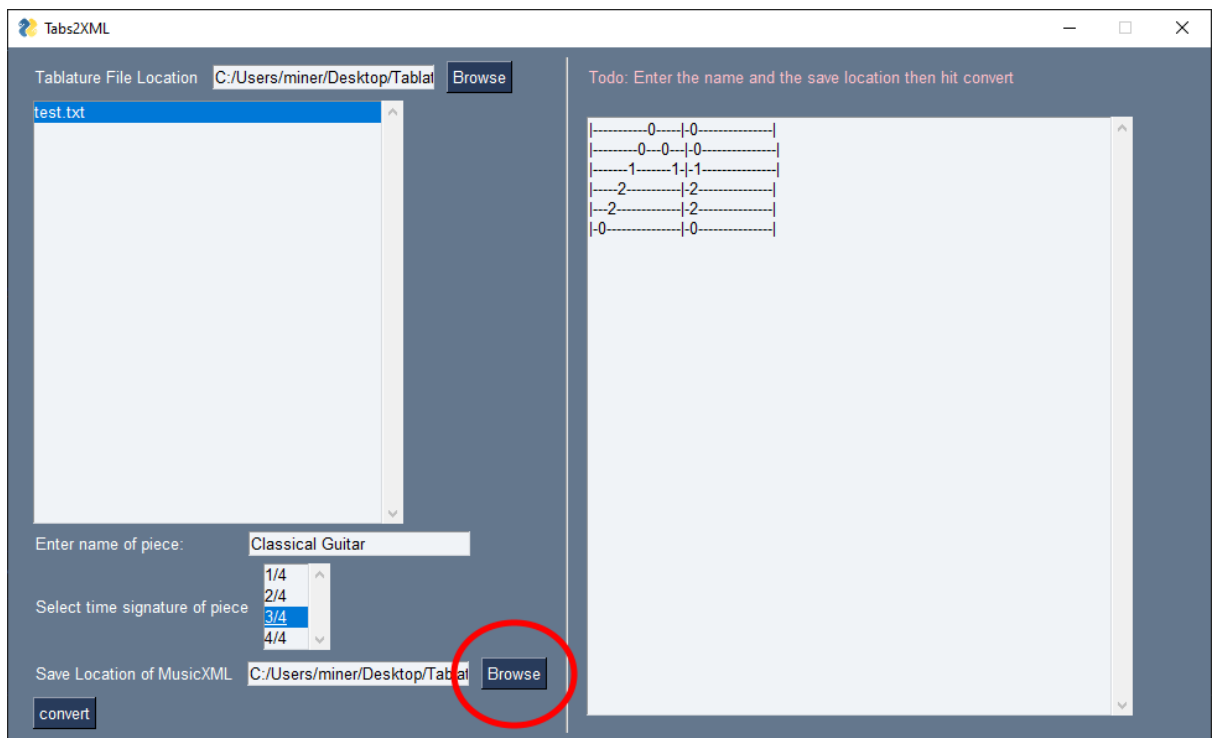 Tabs2XML
Tablature File Location C:/Users/miner/Desktop/Tablat Browse
test.txt
Enter name of piece: Classical Guitar
Select time signature of piece
1/4
2/4
3/4
4/4
Save Location of MusicXML C:/Users/miner/Desktop/Tablat Browse
convert
Todo: Enter the name and the save location then hit convert
|-----------0-----|-0---------------|
|---------0---0---|-0---------------|
|-------1-------1-|-1---------------|
|-----2-----------|-2---------------|
|---2-------------|-2---------------|
|-0---------------|-0---------------|